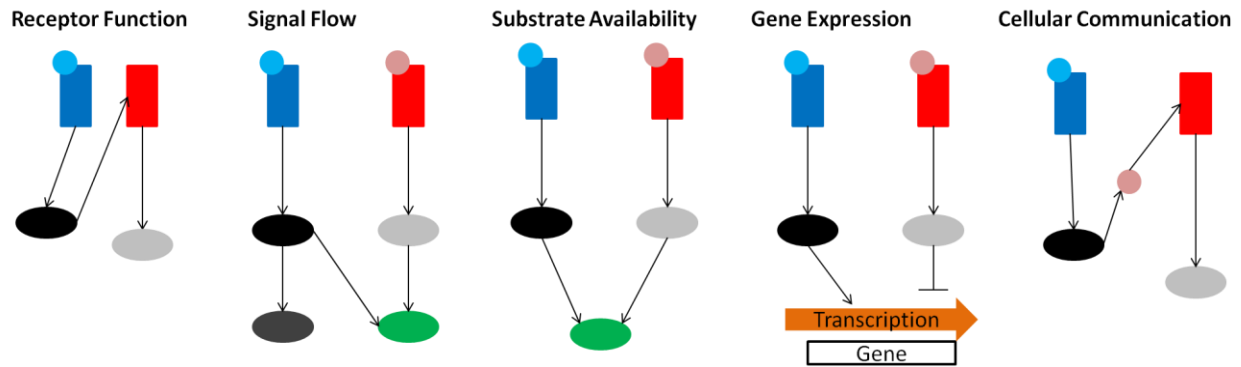 Receptor Function
Signal Flow
Substrate Availability
Gene Expression
Cellular Communication
Transcription
Gene